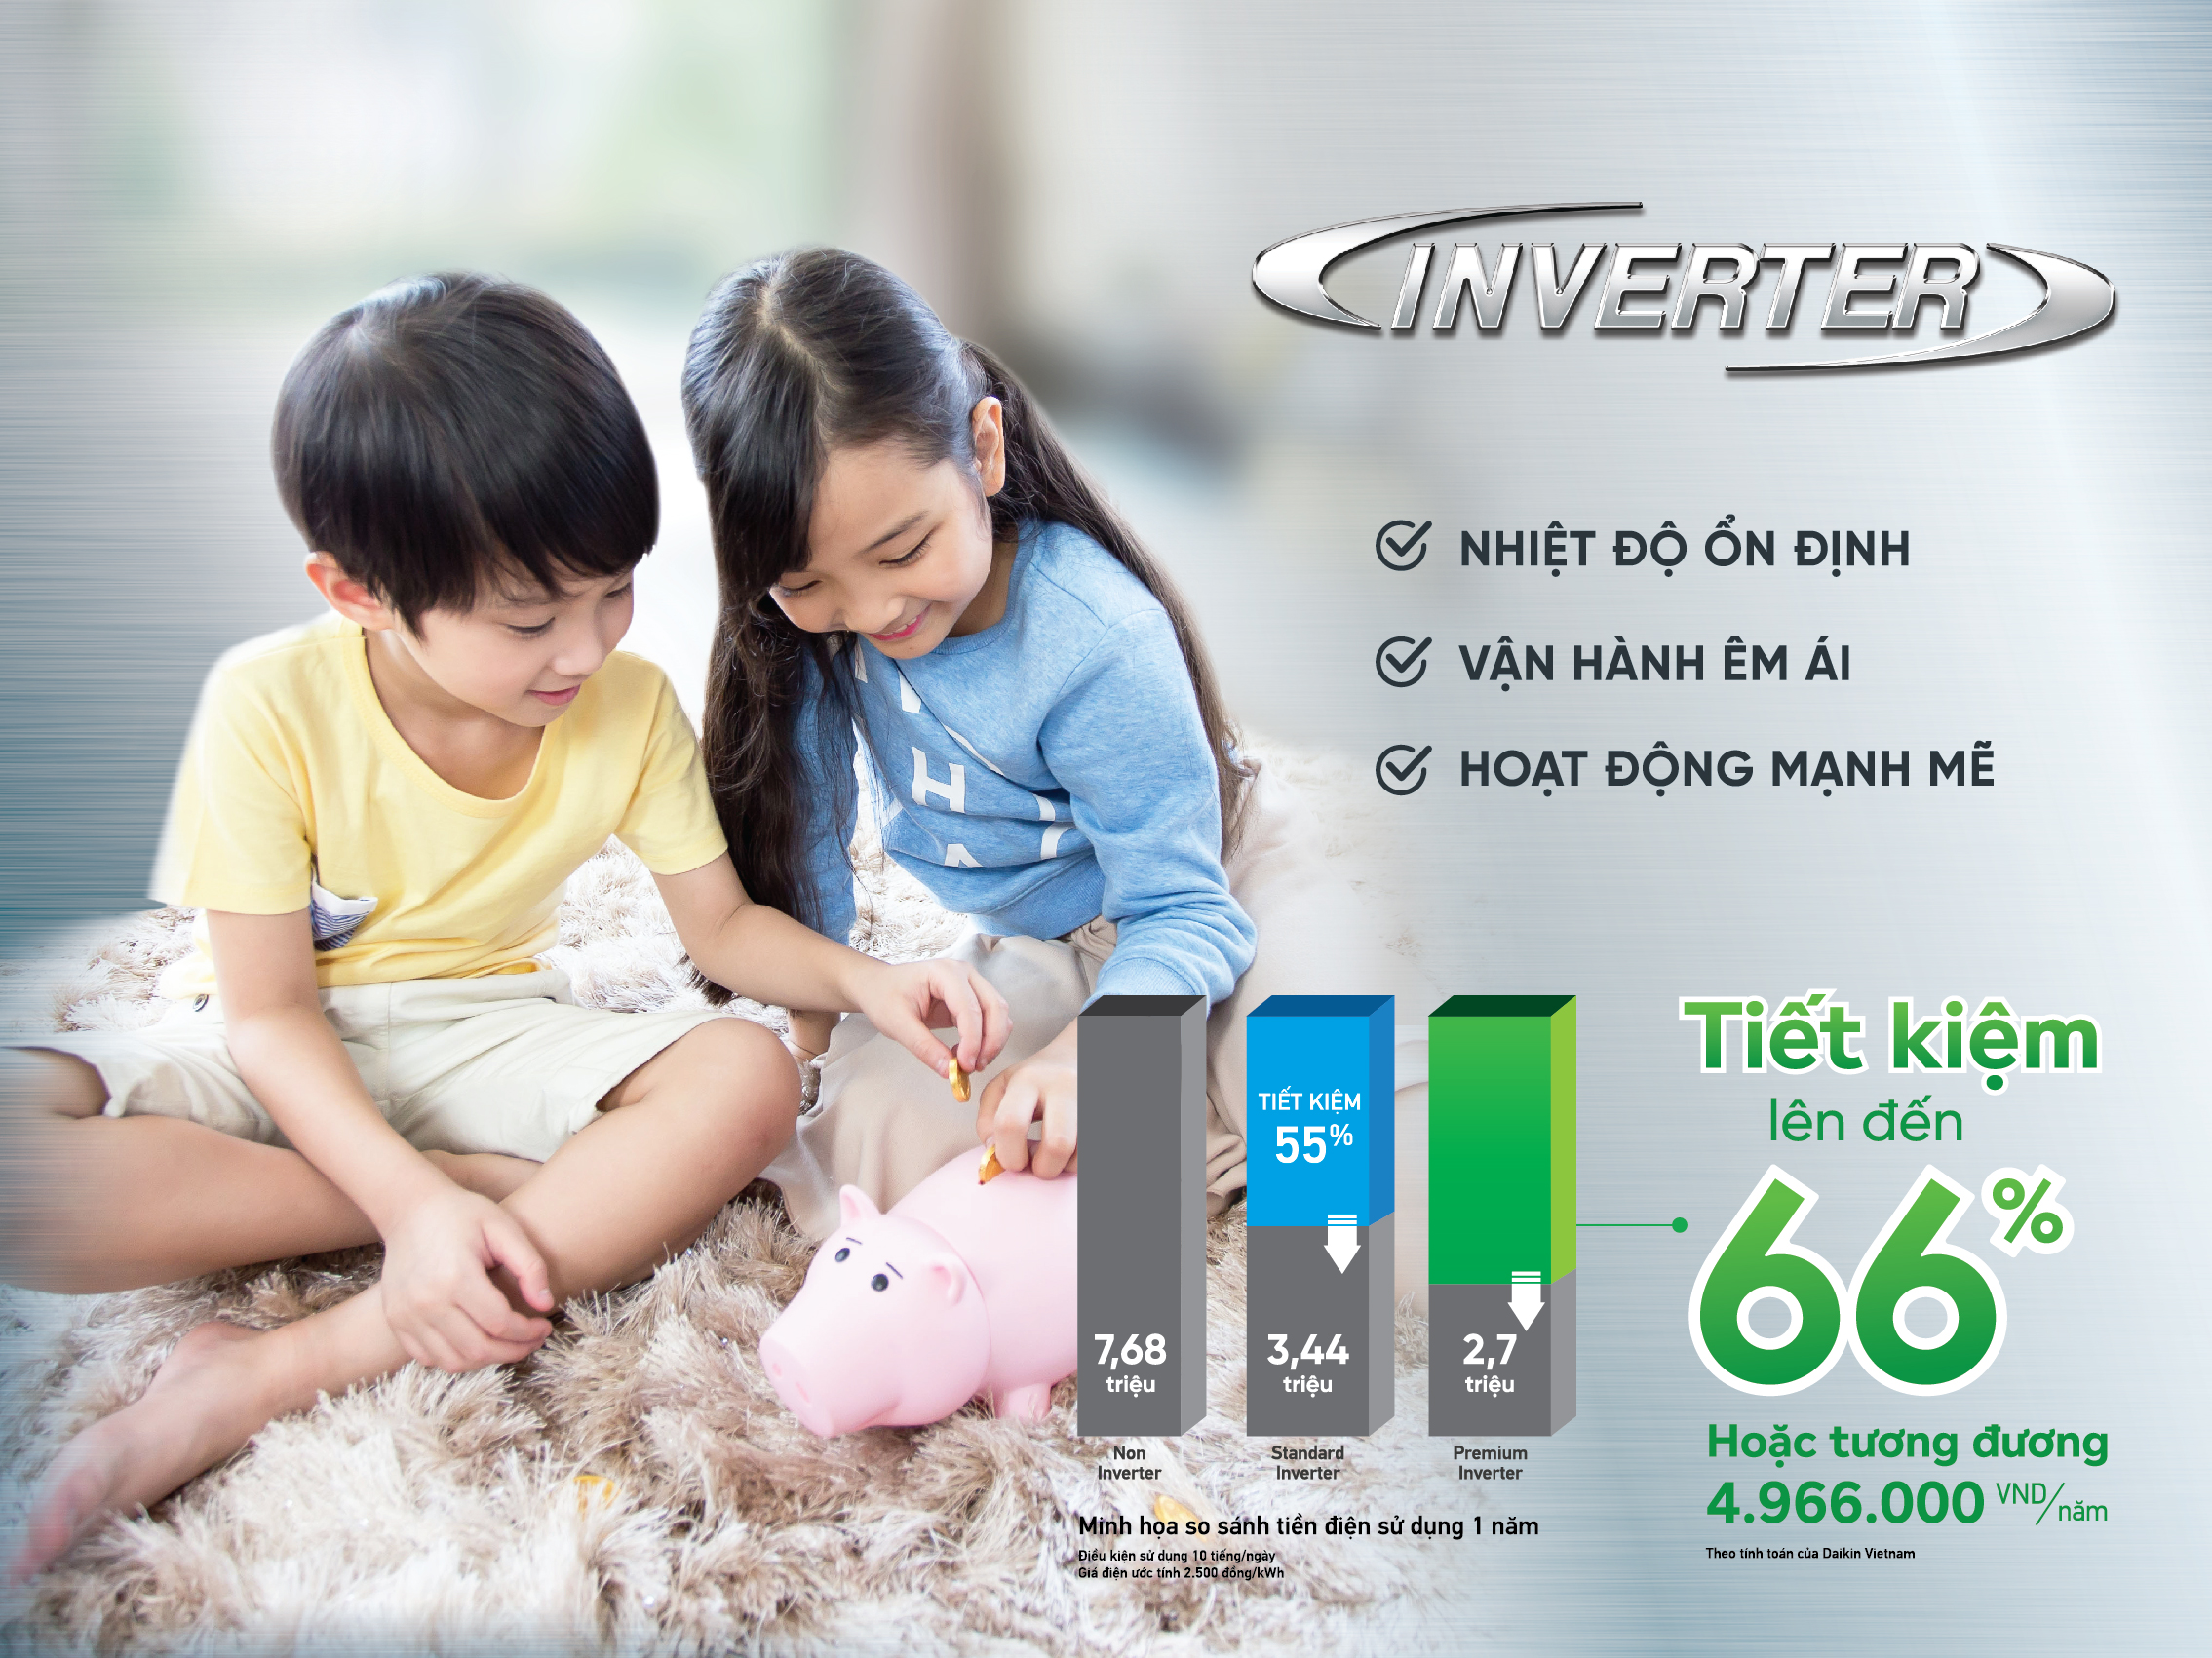 INVERTER
NHIỆT ĐỘ ỔN ĐỊNH
VẬN HÀNH ÊM ÁI
HOẠT ĐỘNG MẠNH MẼ
Tiết kiệm
lên đến
66%
Hoặc tương đương
4.966.000 VND/năm
Theo tính toán của Daikin Vietnam
TIẾT KIỆM
55%
7,68
triệu
3,44
triệu
2,7
triệu
Non
Inverter
Standard
Inverter
Premium
Inverter
Minh họa so sánh tiền điện sử dụng 1 năm
Điều kiện sử dụng 10 tiếng/ngày
Giá điện ước tính 2.500 đồng/kWh